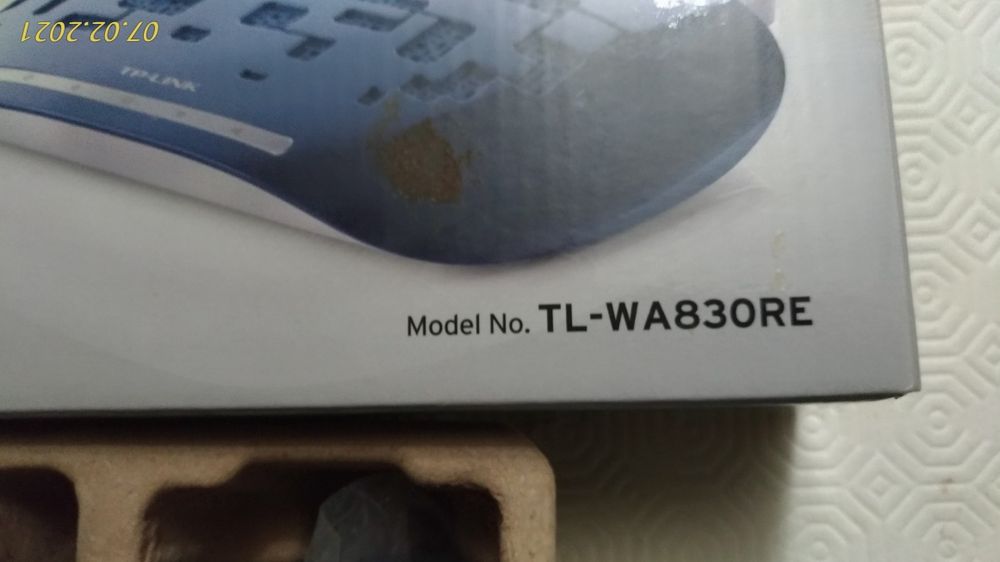 07.02.2021
TP-LINK
Model No. TL-WA830RE